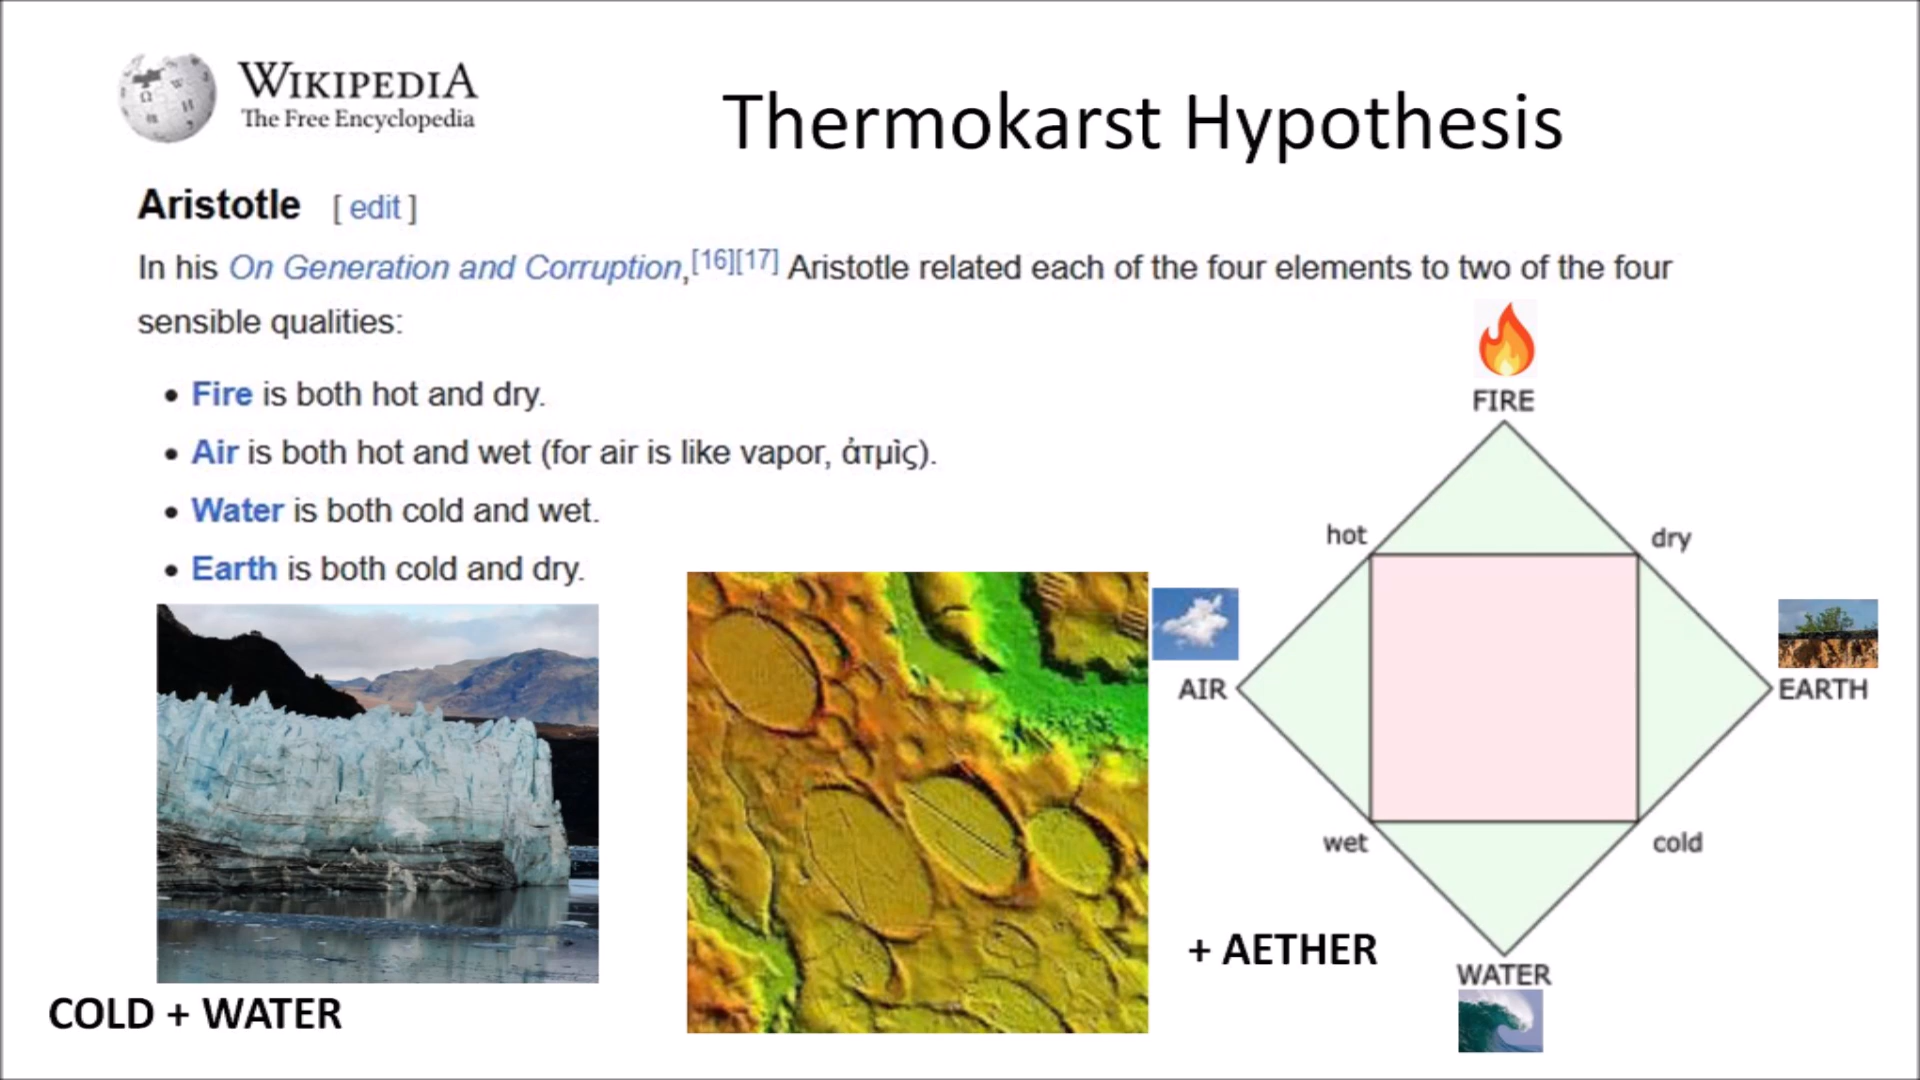 WIKIPEDIA
The Free Encyclopedia
Thermokarst Hypothesis
Aristotle [ edit ]
In his On Generation and Corruption,[16][17] Aristotle related each of the four elements to two of the four
sensible qualities:
• Fire is both hot and dry.
• Air is both hot and wet (for air is like vapor, ἀτμὶς).
• Water is both cold and wet.
• Earth is both cold and dry.
FIRE
hot
dry
AIR
EARTH
wet
cold
+ AETHER
WATER
COLD + WATER